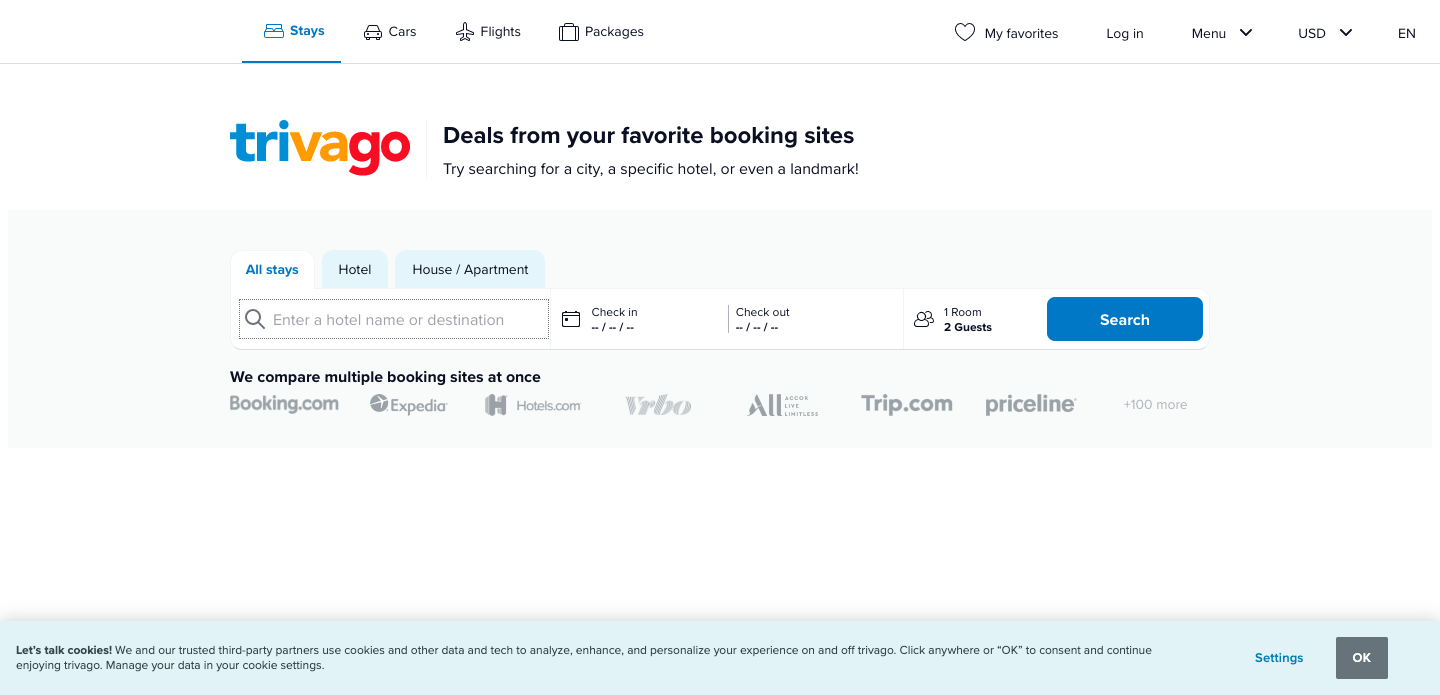 Stays
Cars
Flights
Packages
My favorites
Log in
Menu
USD
EN
trivago
Deals from your favorite booking sites
Try searching for a city, a specific hotel, or even a landmark!
All stays
Hotel
House / Apartment
Enter a hotel name or destination
Check in
-- / -- / --
Check out
-- / -- / --
1 Room
2 Guests
Search
We compare multiple booking sites at once
Booking.com
Expedia
H Hotels.com
Vrbo
All ACCOR LIVE LIMITLESS
Trip.com
priceline
+100 more
Let's talk cookies! We and our trusted third-party partners use cookies and other data and tech to analyze, enhance, and personalize your experience on and off trivago. Click anywhere or “OK” to consent and continue
enjoying trivago. Manage your data in your cookie settings.
Settings
OK